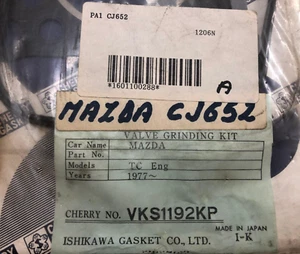 PA1 CJ652
1206N
*1601100288*
A
MAZDA CJ652
VALVE GRINDING KIT
Car Name MAZDA
Part No.
Models TC Eng
Years 1977~
CHERRY NO. VKS1192KP
MADE IN JAPAN
ISHIKAWA GASKET CO., LTD. 1-K